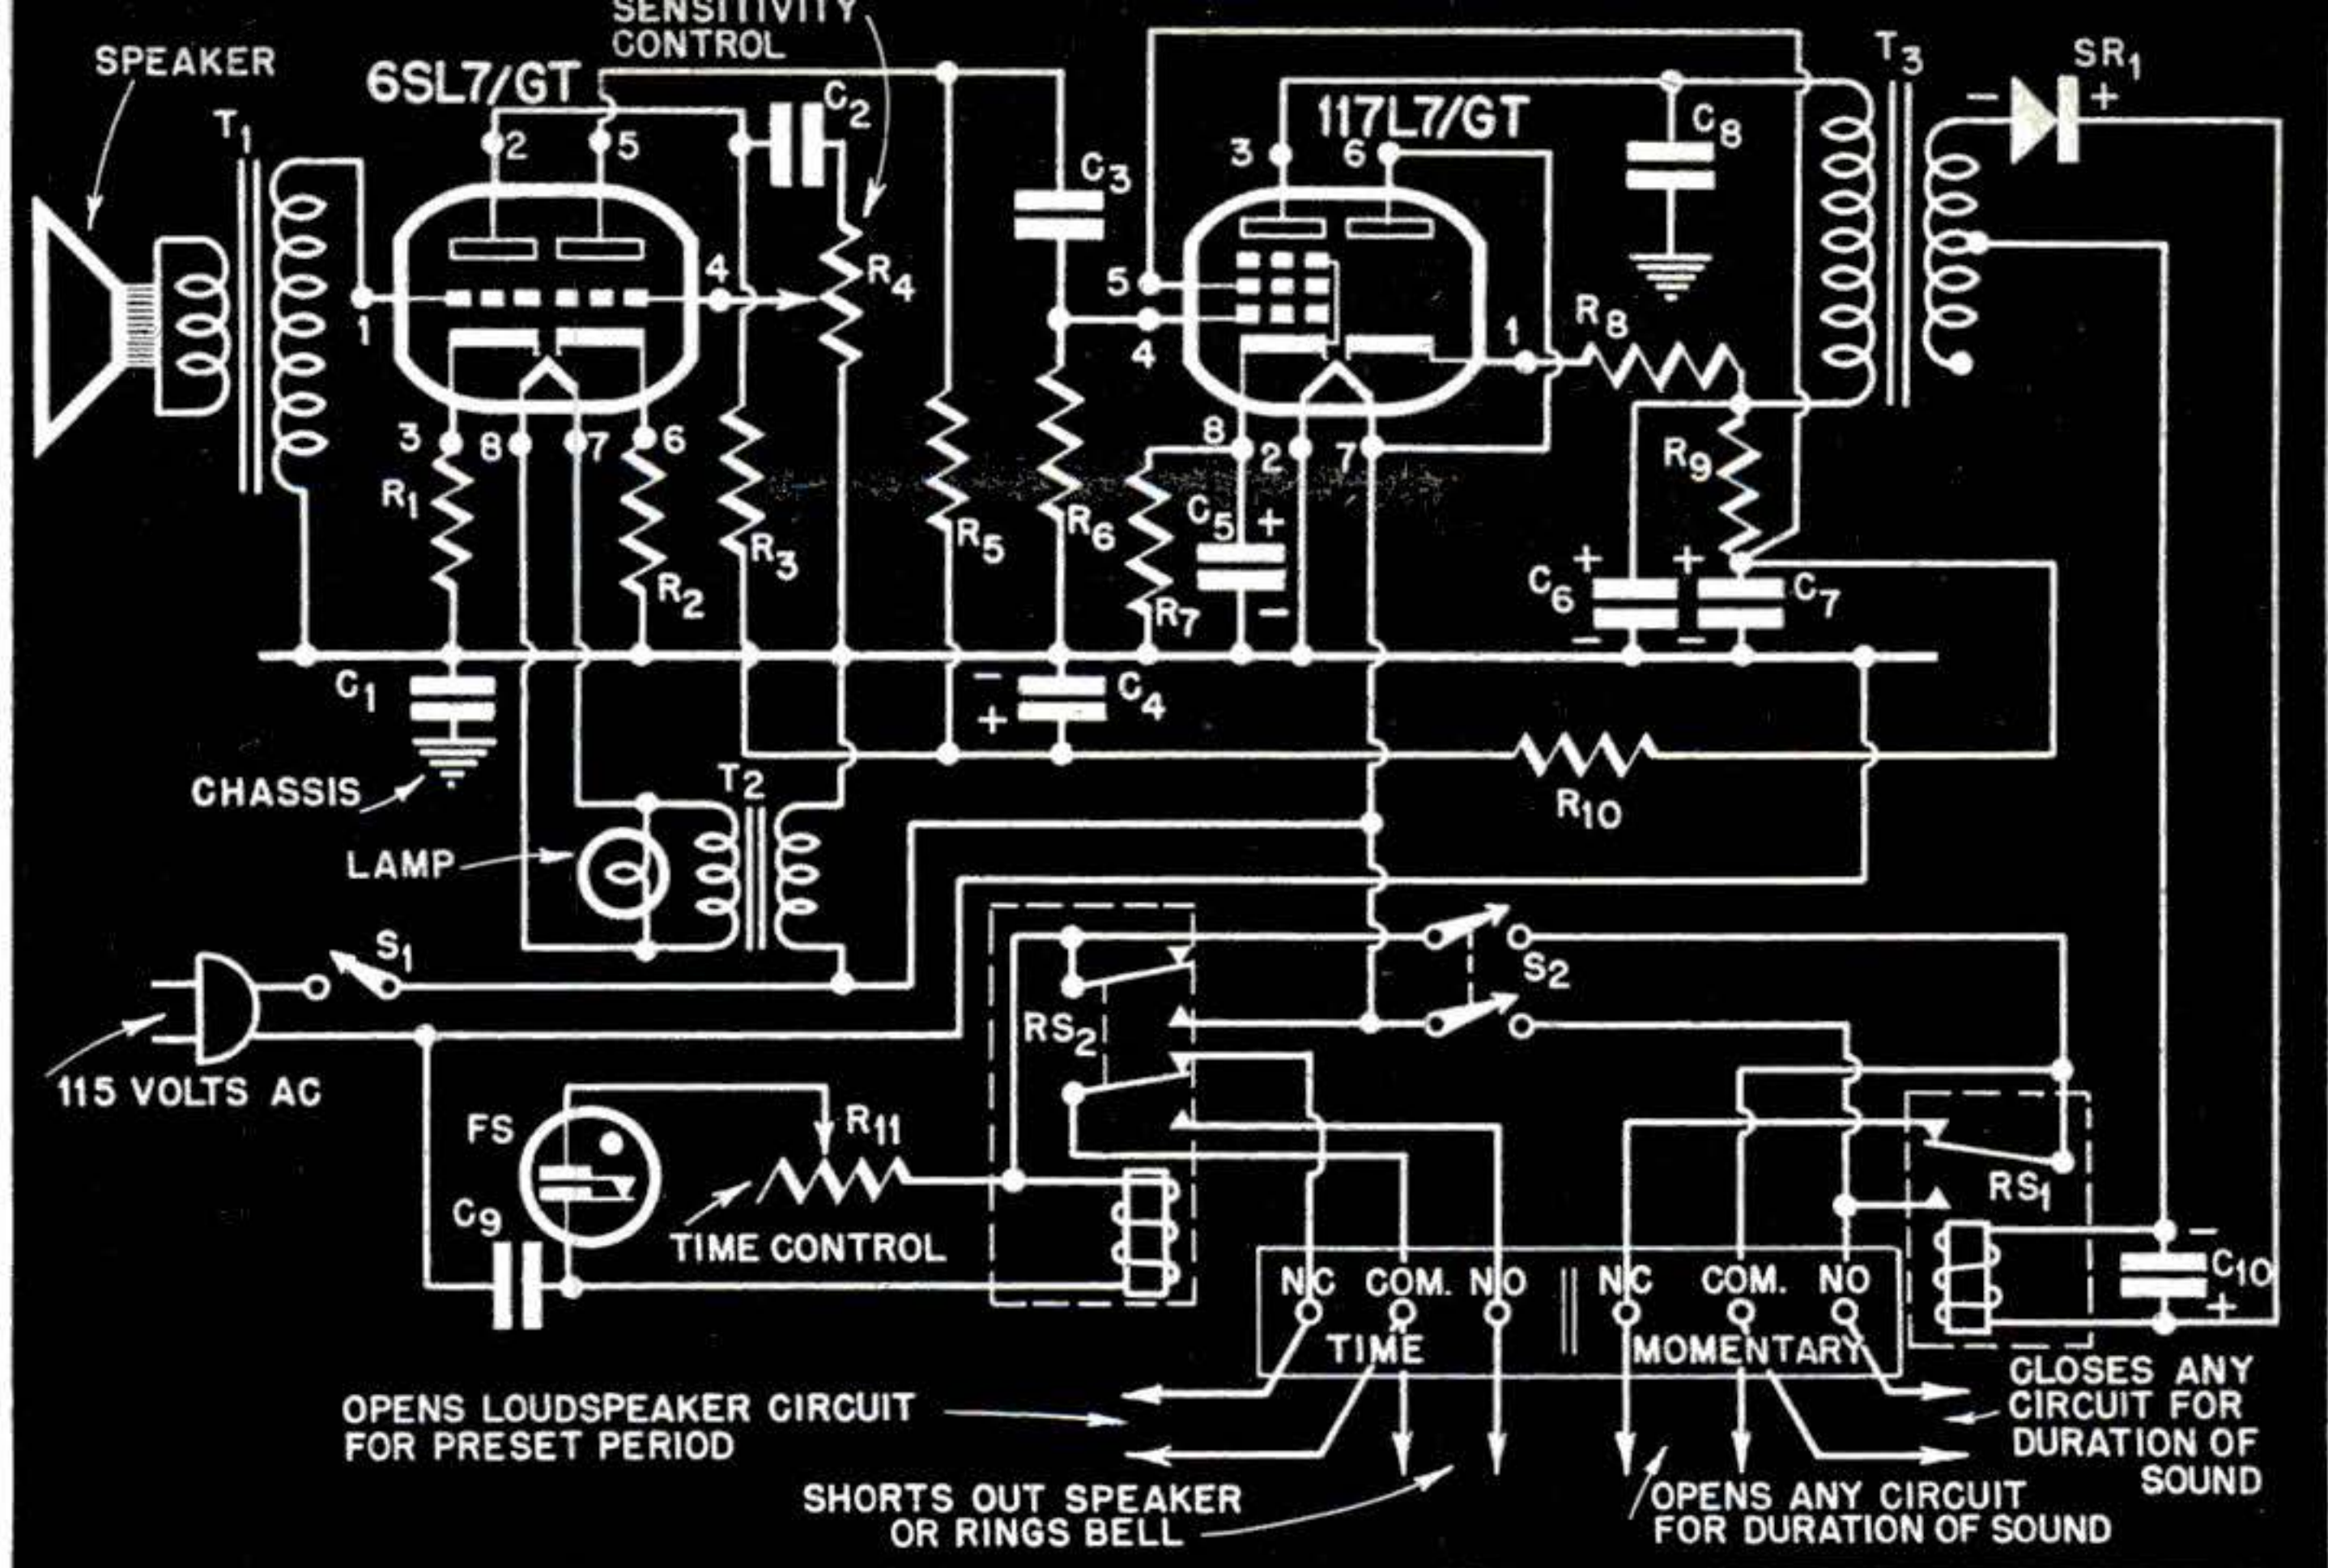 SENSITIVITY
CONTROL
SPEAKER
6SL7/GT
T1
C2
2
5
4
1
R4
3
8
7
6
R1
R2
R3
R5
C3
117L7/GT
3
6
5
4
1
8
2
7
C8
T3
SR1
- +
R8
R9
R6
R7
C5
+
-
C6
+
-
+
C7
-
C1
CHASSIS
-
+
C4
R10
T2
LAMP
S1
115 VOLTS AC
FS
R11
C9
TIME CONTROL
RS2
S2
RS1
-
C10
+
NC COM. NO
TIME
NC COM. NO
MOMENTARY
OPENS LOUDSPEAKER CIRCUIT
FOR PRESET PERIOD
SHORTS OUT SPEAKER
OR RINGS BELL
OPENS ANY CIRCUIT
FOR DURATION OF SOUND
CLOSES ANY
CIRCUIT FOR
DURATION OF
SOUND